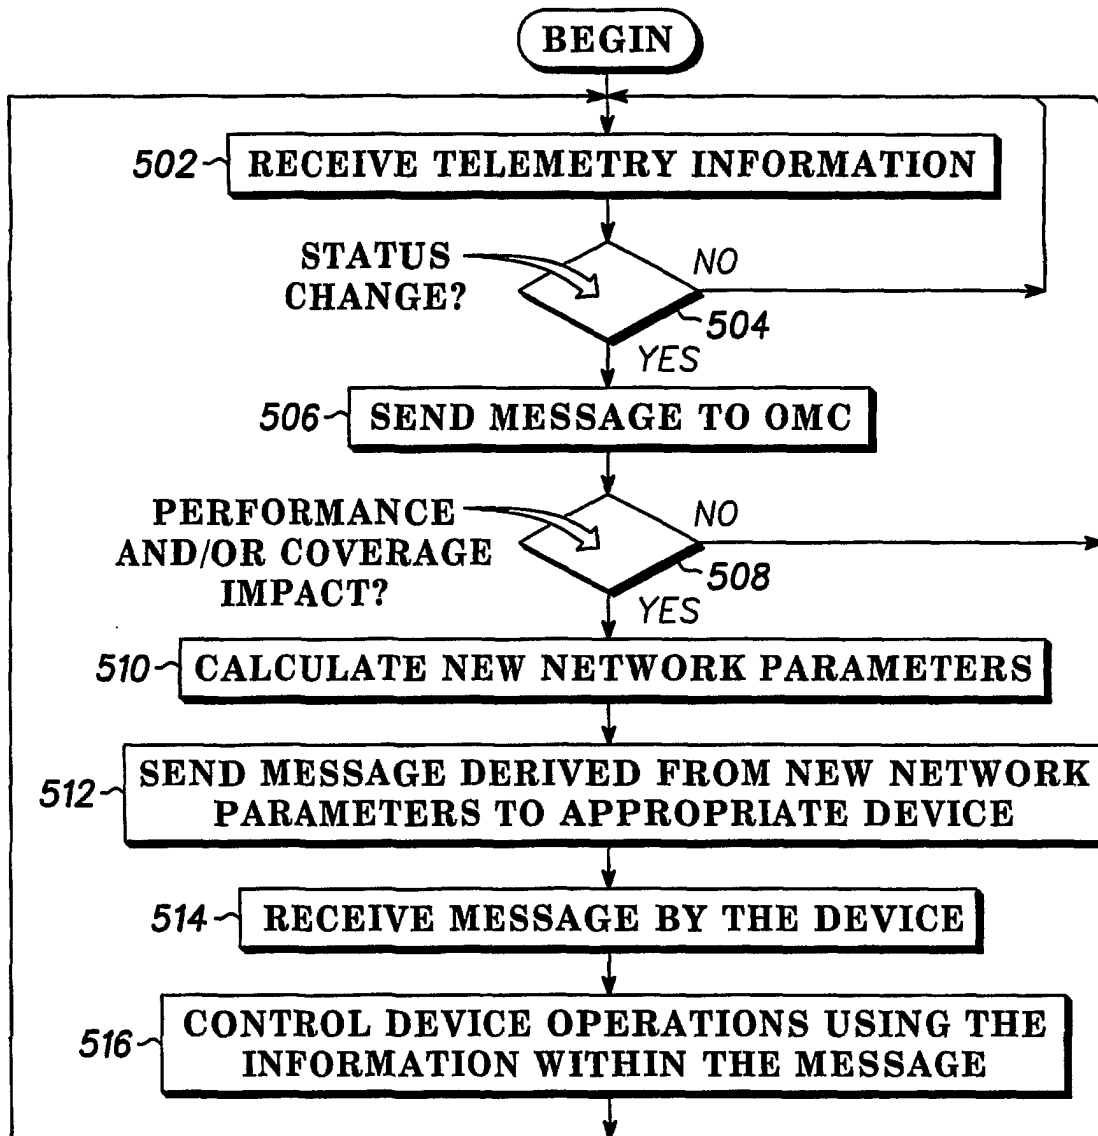 BEGIN
502
RECEIVE TELEMETRY INFORMATION
STATUS
CHANGE?
NO
504
YES
506
SEND MESSAGE TO OMC
PERFORMANCE
AND/OR COVERAGE
IMPACT?
NO
508
YES
510
CALCULATE NEW NETWORK PARAMETERS
512
SEND MESSAGE DERIVED FROM NEW NETWORK
PARAMETERS TO APPROPRIATE DEVICE
514
RECEIVE MESSAGE BY THE DEVICE
516
CONTROL DEVICE OPERATIONS USING THE
INFORMATION WITHIN THE MESSAGE